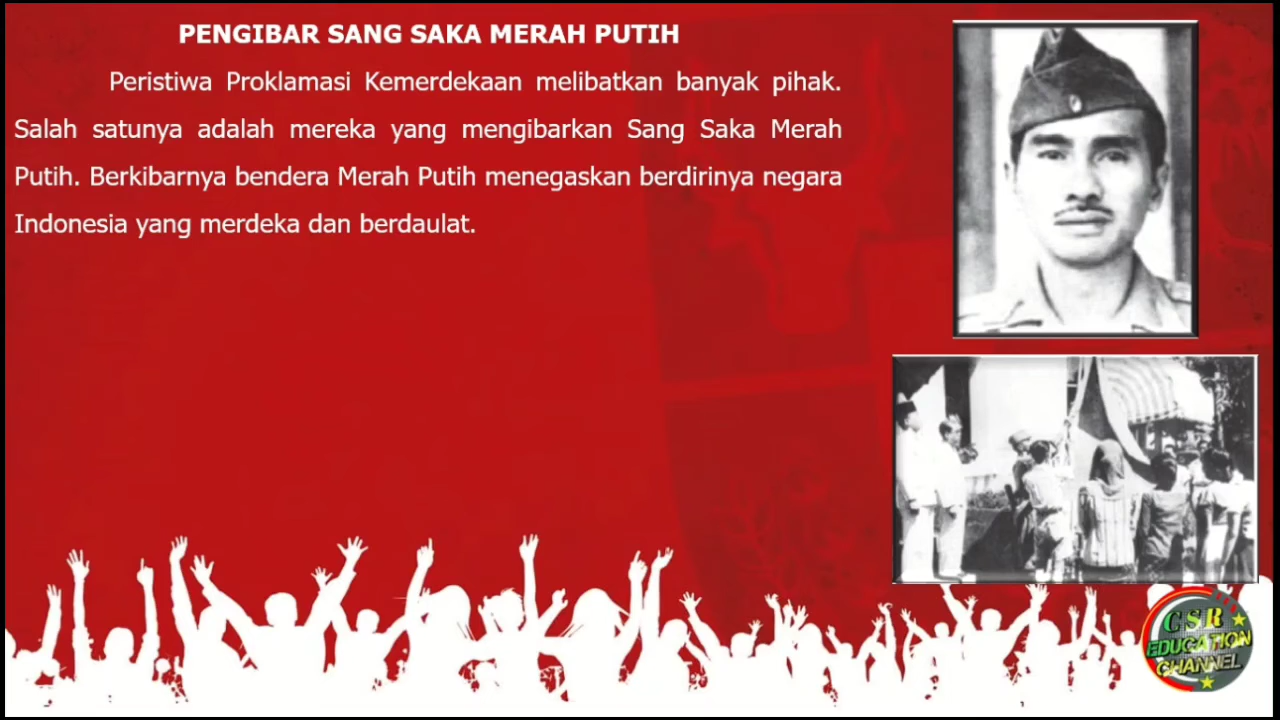 PENGIBAR SANG SAKA MERAH PUTIH
Peristiwa Proklamasi Kemerdekaan melibatkan banyak pihak.
Salah satunya adalah mereka yang mengibarkan Sang Saka Merah
Putih. Berkibarnya bendera Merah Putih menegaskan berdirinya negara
Indonesia yang merdeka dan berdaulat.
GSR
EDUCATION
CHANNEL